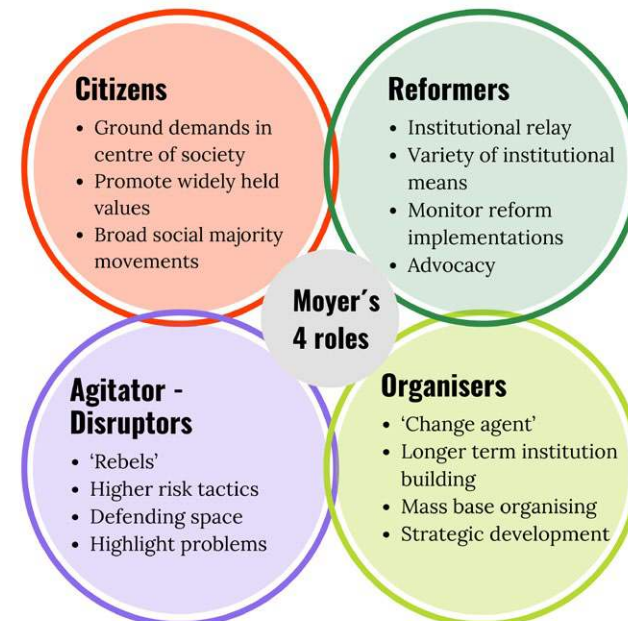 Citizens
• Ground demands in
centre of society
• Promote widely held
values
• Broad social majority
movements
Reformers
• Institutional relay
• Variety of institutional
means
• Monitor reform
implementations
• Advocacy
Moyer´s
4 roles
Agitator -
Disruptors
• ‘Rebels’
• Higher risk tactics
• Defending space
• Highlight problems
Organisers
• ‘Change agent’
• Longer term institution
building
• Mass base organising
• Strategic development